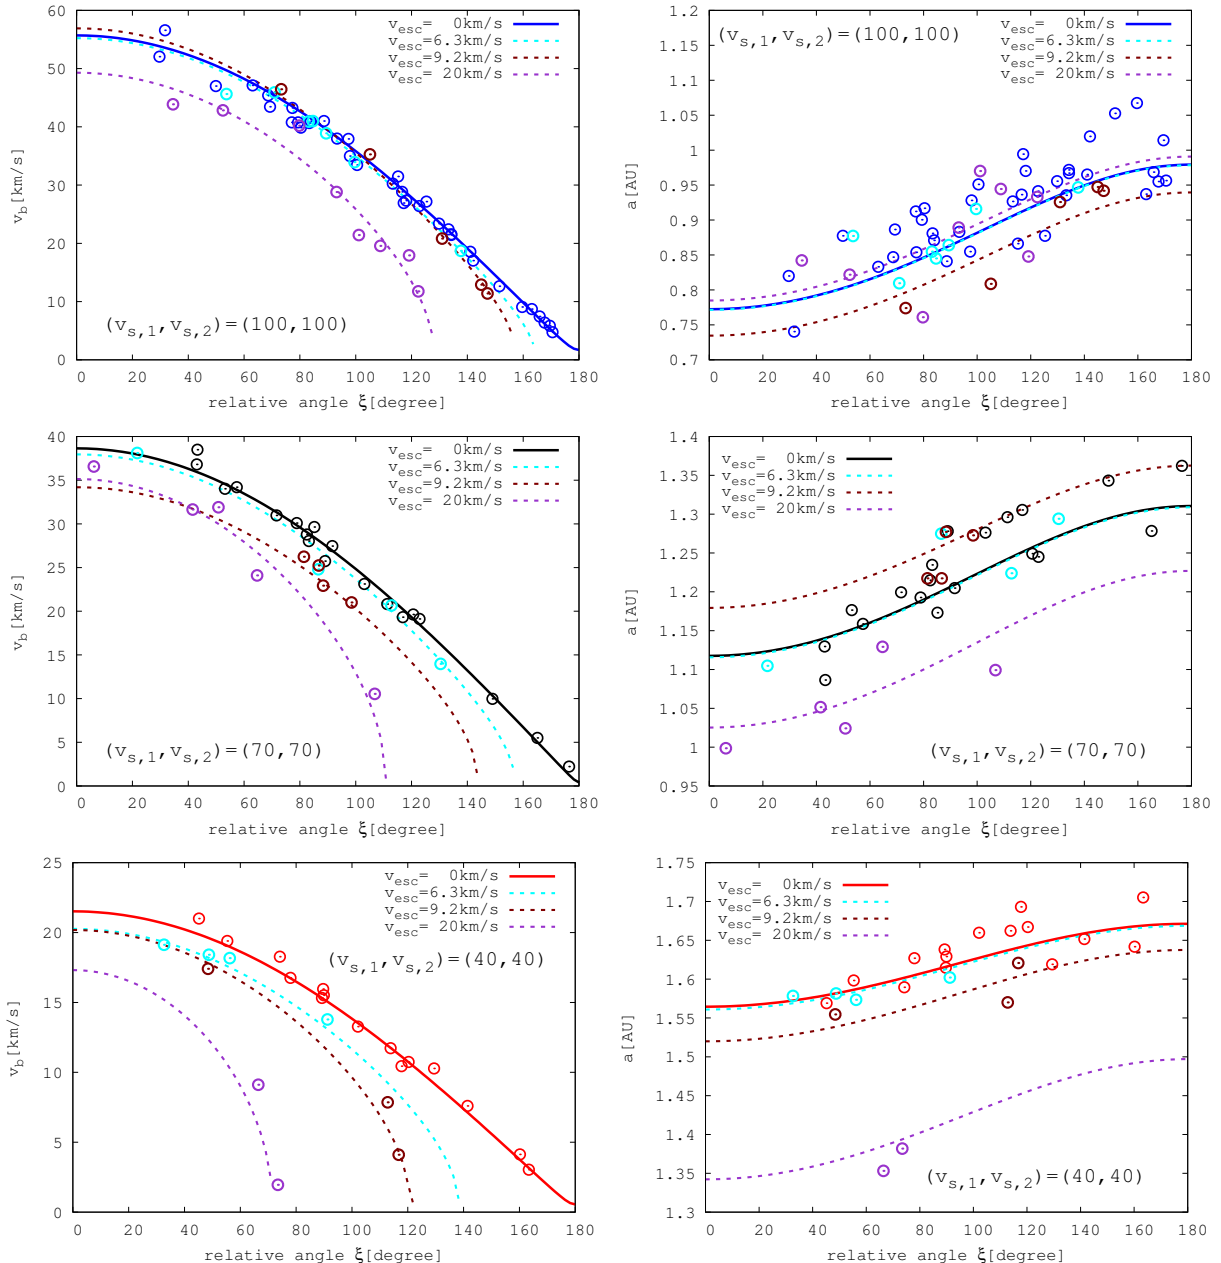 60
50
40
30
20
10
0
v_b[km/s]
v_esc=  0km/s
v_esc=6.3km/s
v_esc=9.2km/s
v_esc= 20km/s
(v_s,1,v_s,2)=(100,100)
0 20 40 60 80 100 120 140 160 180
relative angle ξ[degree]
1.2
1.15
1.1
1.05
1
0.95
0.9
0.85
0.8
0.75
0.7
a[AU]
(v_s,1,v_s,2)=(100,100)
v_esc=  0km/s
v_esc=6.3km/s
v_esc=9.2km/s
v_esc= 20km/s
0 20 40 60 80 100 120 140 160 180
relative angle ξ[degree]
40
35
30
25
20
15
10
5
0
v_b[km/s]
v_esc=  0km/s
v_esc=6.3km/s
v_esc=9.2km/s
v_esc= 20km/s
(v_s,1,v_s,2)=(70,70)
0 20 40 60 80 100 120 140 160 180
relative angle ξ[degree]
1.4
1.35
1.3
1.25
1.2
1.15
1.1
1.05
1
0.95
a[AU]
v_esc=  0km/s
v_esc=6.3km/s
v_esc=9.2km/s
v_esc= 20km/s
(v_s,1,v_s,2)=(70,70)
0 20 40 60 80 100 120 140 160 180
relative angle ξ[degree]
25
20
15
10
5
0
v_b[km/s]
v_esc=  0km/s
v_esc=6.3km/s
v_esc=9.2km/s
v_esc= 20km/s
(v_s,1,v_s,2)=(40,40)
0 20 40 60 80 100 120 140 160 180
relative angle ξ[degree]
1.75
1.7
1.65
1.6
1.55
1.5
1.45
1.4
1.35
1.3
a[AU]
v_esc=  0km/s
v_esc=6.3km/s
v_esc=9.2km/s
v_esc= 20km/s
(v_s,1,v_s,2)=(40,40)
0 20 40 60 80 100 120 140 160 180
relative angle ξ[degree]